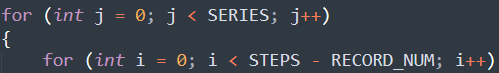 for (int j = 0; j < SERIES; j++)
{
    for (int i = 0; i < STEPS - RECORD_NUM; i++)